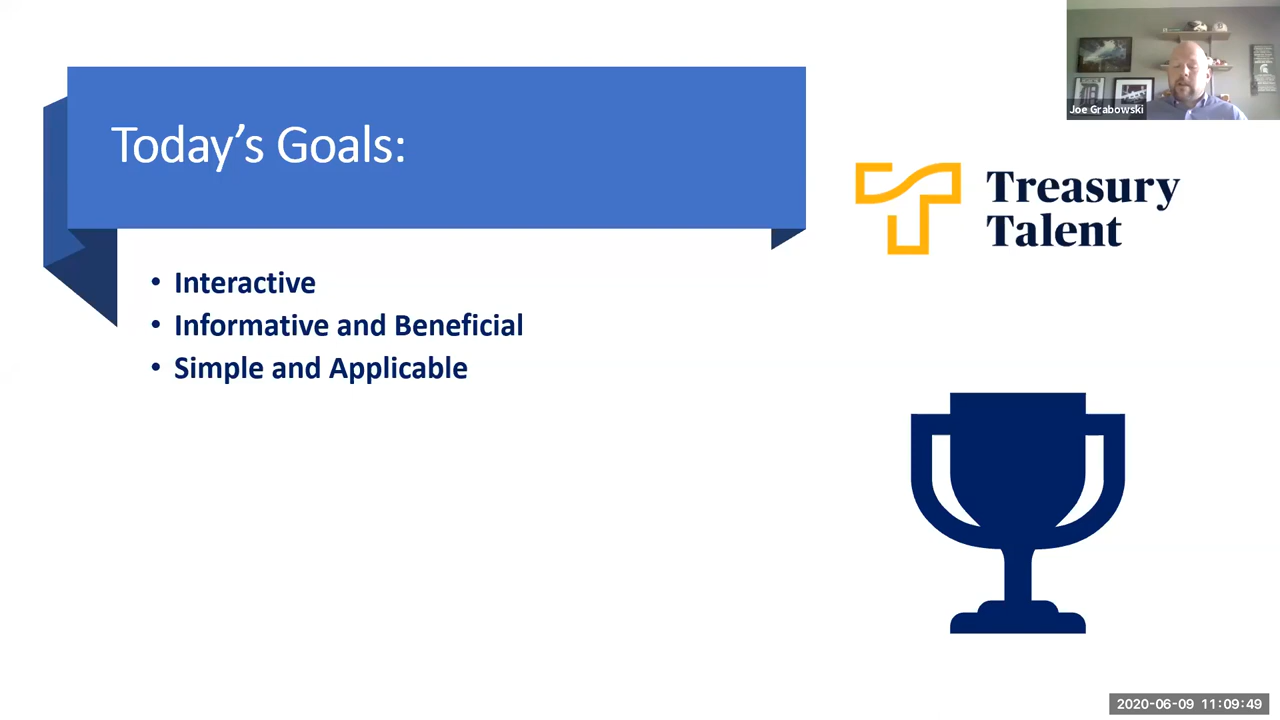 Today's Goals:
• Interactive
• Informative and Beneficial
• Simple and Applicable
Joe Grabowski
Treasury
Talent
2020-06-09 11:09:49